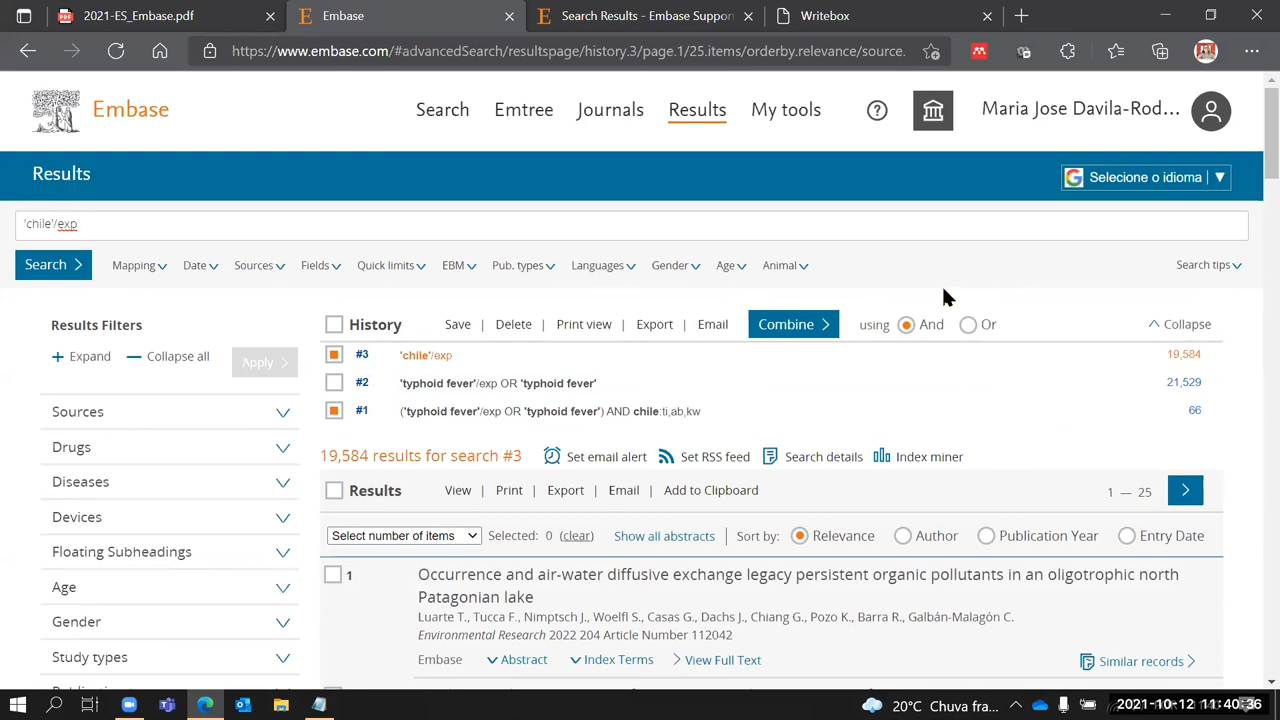 2021-ES_Embase.pdf
Embase
Search Results - Embase Suppor
Writebox
https://www.embase.com/#advancedSearch/resultspage/history.3/page.1/25.items/orderby.relevance/source.
Embase
Search
Emtree
Journals
Results
My tools
Maria Jose Davila-Rod...
Results
Selecione o idioma
'chile'/exp
Search
Mapping
Date
Sources
Fields
Quick limits
EBM
Pub. types
Languages
Gender
Age
Animal
Search tips
Results Filters
Expand
Collapse all
Apply
Sources
Drugs
Diseases
Devices
Floating Subheadings
Age
Gender
Study types
History
Save | Delete | Print view | Export | Email
Combine
using And Or
Collapse
#3 'chile'/exp 19,584
#2 'typhoid fever'/exp OR 'typhoid fever' 21,529
#1 ('typhoid fever'/exp OR 'typhoid fever') AND chile:ti,ab,kw 66
19,584 results for search #3
Set email alert
Set RSS feed
Search details
Index miner
Results
View | Print | Export | Email | Add to Clipboard
1 — 25
Select number of items
Selected: 0 (clear)
Show all abstracts
Sort by: Relevance Author Publication Year Entry Date
1 Occurrence and air-water diffusive exchange legacy persistent organic pollutants in an oligotrophic north
Patagonian lake
Luarte T., Tucca F., Nimptsch J., Woelfl S., Casas G., Dachs J., Chiang G., Pozo K., Barra R., Galbán-Malagón C.
Environmental Research 2022 204 Article Number 112042
Embase
Abstract
Index Terms
View Full Text
Similar records
20°C Chuva fra...
2021-10-12 11:40:36